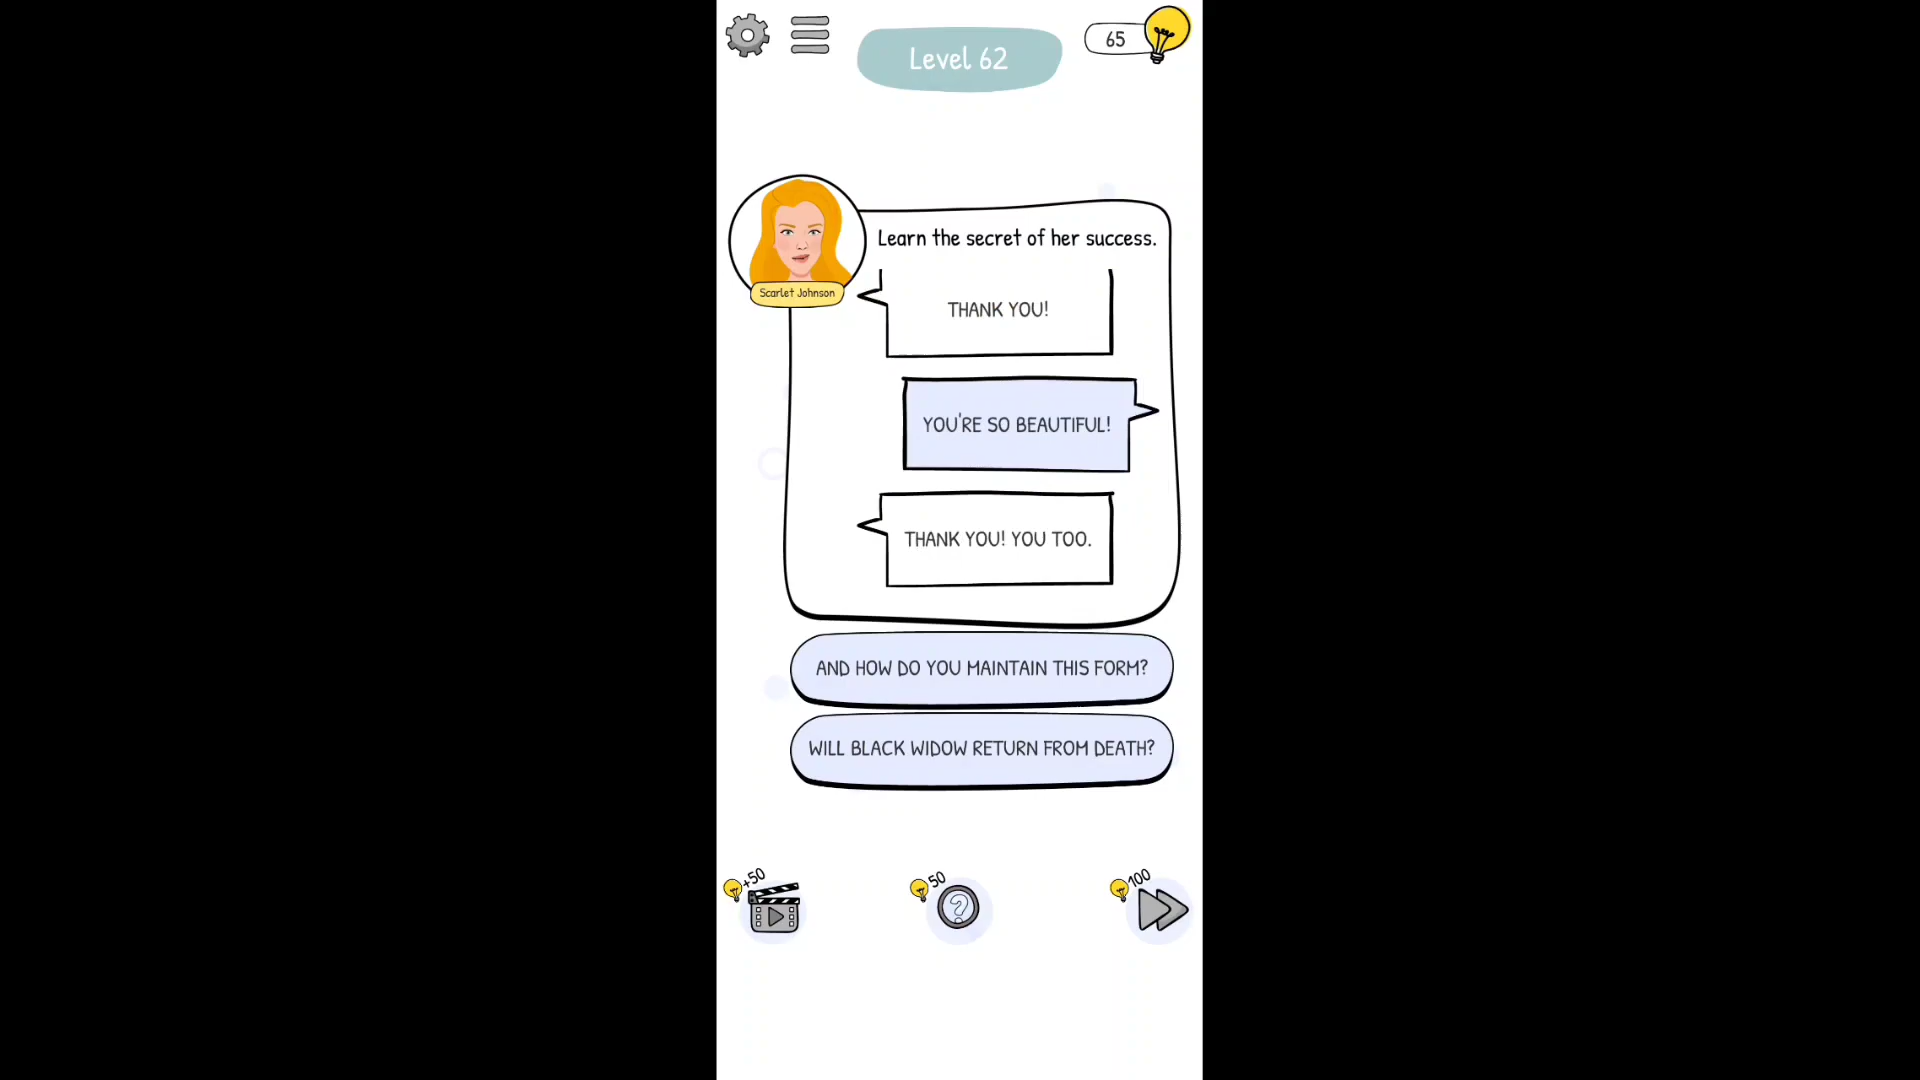 65
Level 62
Learn the secret of her success.
Scarlet Johnson
THANK YOU!
YOU'RE SO BEAUTIFUL!
THANK YOU! YOU TOO.
AND HOW DO YOU MAINTAIN THIS FORM?
WILL BLACK WIDOW RETURN FROM DEATH?
+50
50
?
100